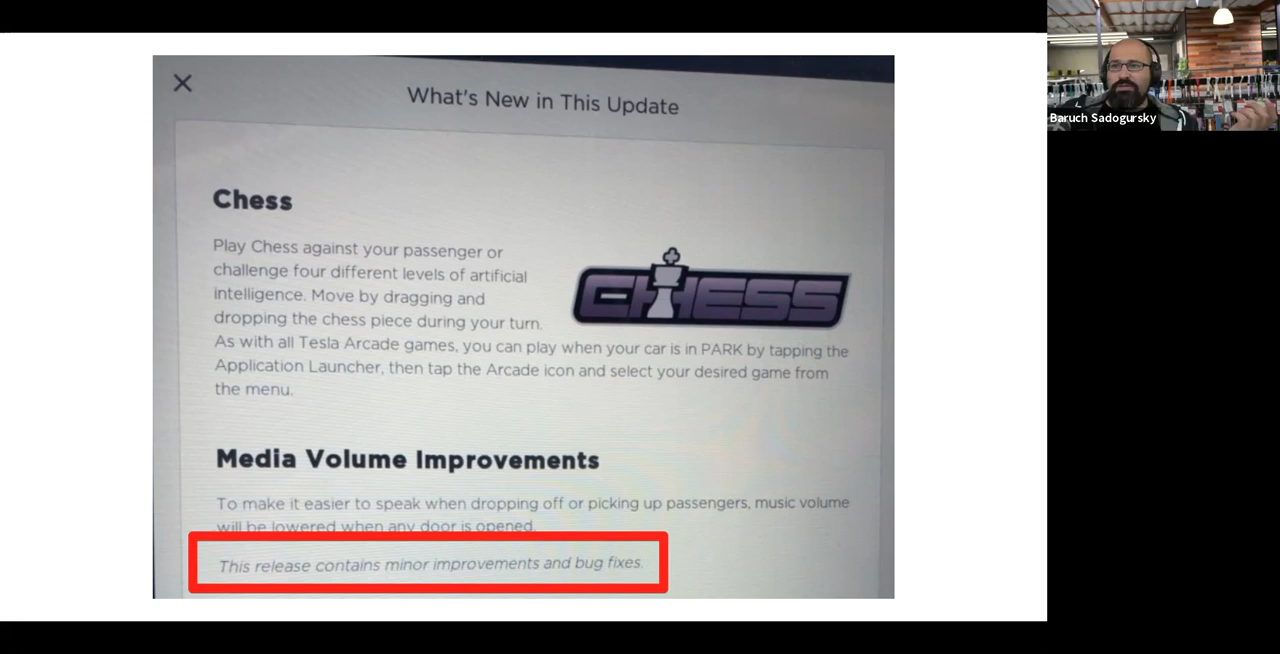 What's New in This Update
Chess
Play Chess against your passenger or
challenge four different levels of artificial
intelligence. Move by dragging and
dropping the chess piece during your turn.
As with all Tesla Arcade games, you can play when your car is in PARK by tapping the
Application Launcher, then tap the Arcade icon and select your desired game from
the menu.
CHESS
Media Volume Improvements
To make it easier to speak when dropping off or picking up passengers, music volume
will be lowered when any door is opened.
This release contains minor improvements and bug fixes.
Baruch Sadogursky